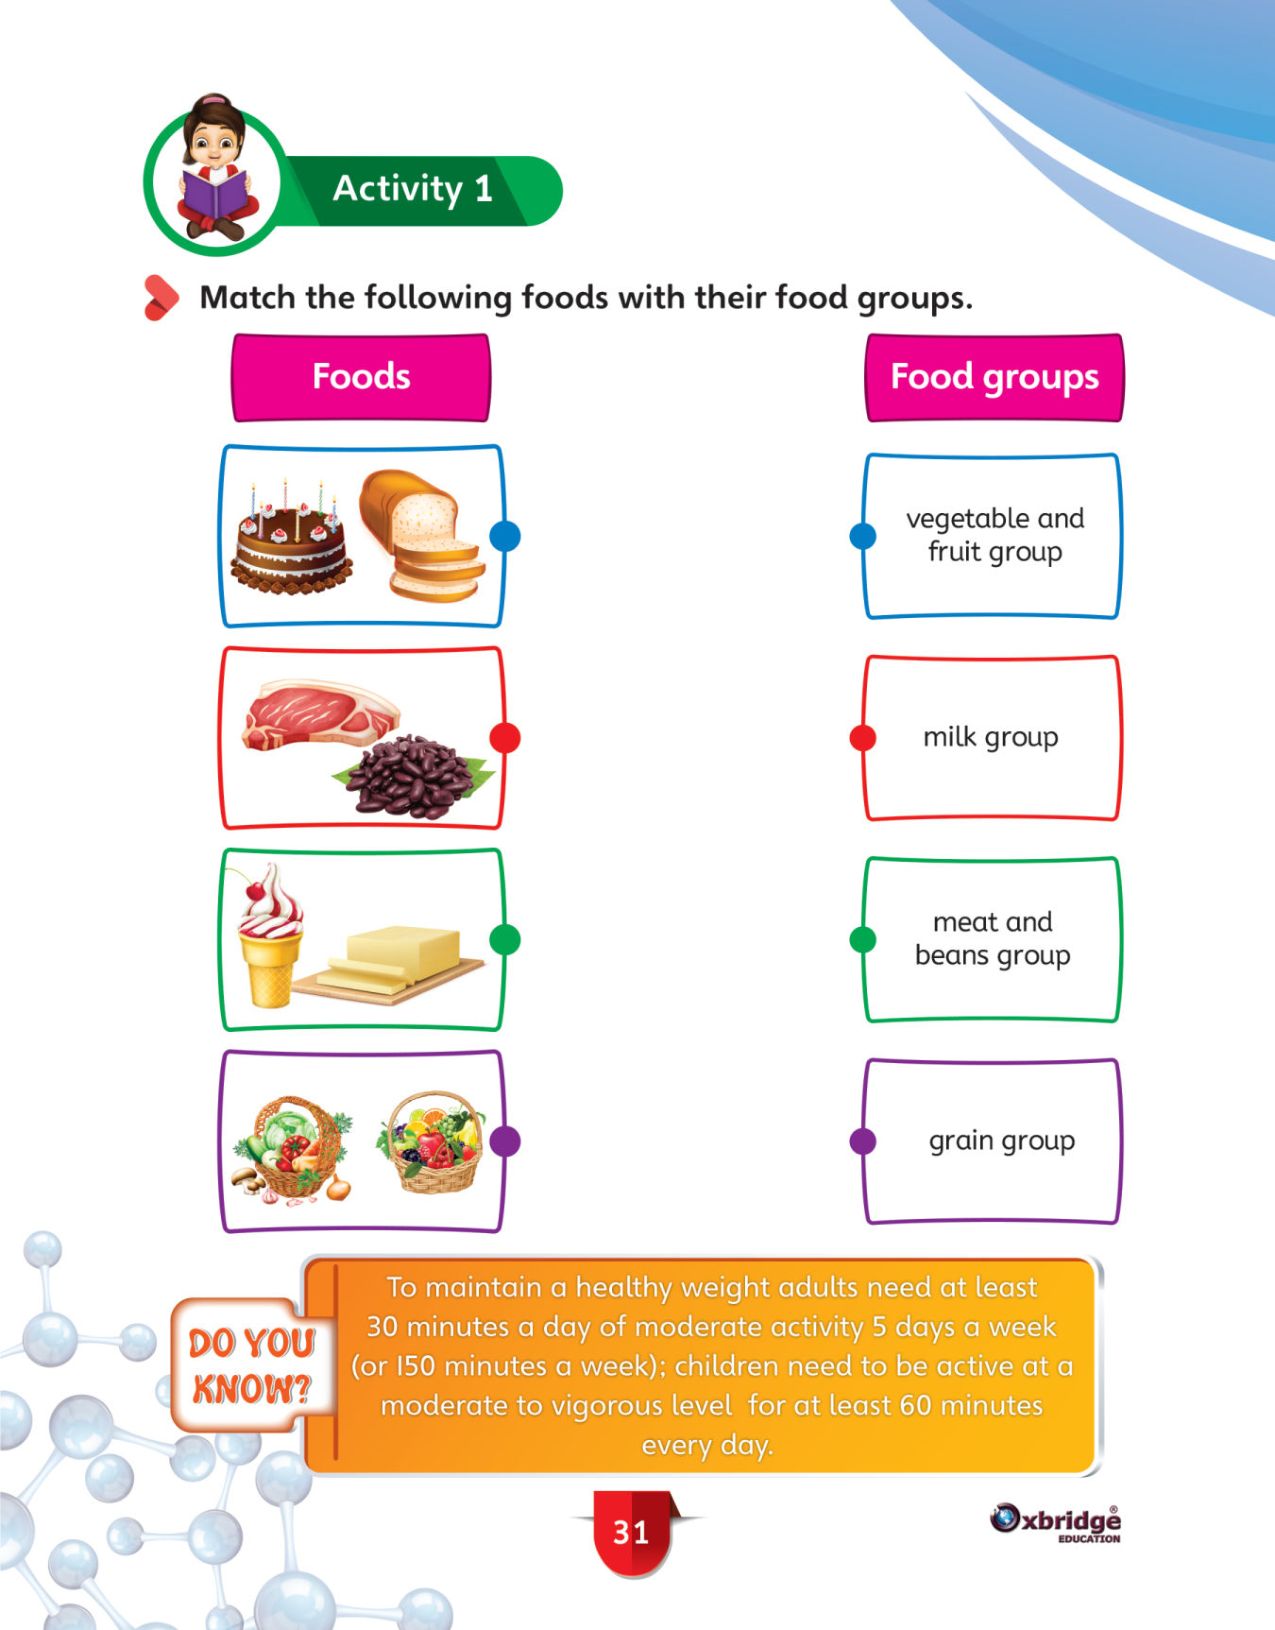 Activity 1
Match the following foods with their food groups.
Foods
Food groups
vegetable and
fruit group
milk group
meat and
beans group
grain group
DO YOU
KNOW?
To maintain a healthy weight adults need at least
30 minutes a day of moderate activity 5 days a week
(or I50 minutes a week); children need to be active at a
moderate to vigorous level for at least 60 minutes
every day.
31
Oxbridge®
EDUCATION